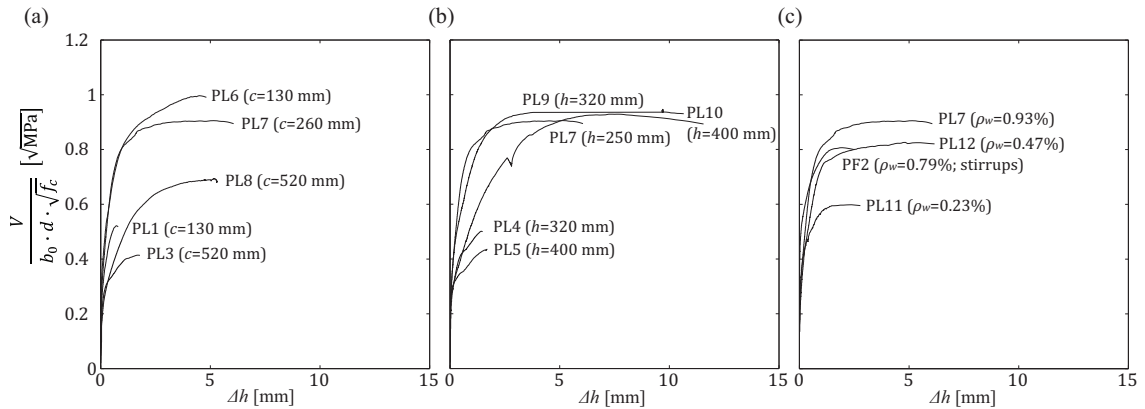 (a)
(b)
(c)
1.2
1
0.8
0.6
0.4
0.2
0
V
b₀ · d · √f_c
[√MPa]
PL6 (c=130 mm)
PL7 (c=260 mm)
PL8 (c=520 mm)
PL1 (c=130 mm)
PL3 (c=520 mm)
0 5 10 15
Δh [mm]
PL9 (h=320 mm)
PL10
(h=400 mm)
PL7 (h=250 mm)
PL4 (h=320 mm)
PL5 (h=400 mm)
0 5 10 15
Δh [mm]
PL7 (ρw=0.93%)
PL12 (ρw=0.47%)
PF2 (ρw=0.79%; stirrups)
PL11 (ρw=0.23%)
0 5 10 15
Δh [mm]